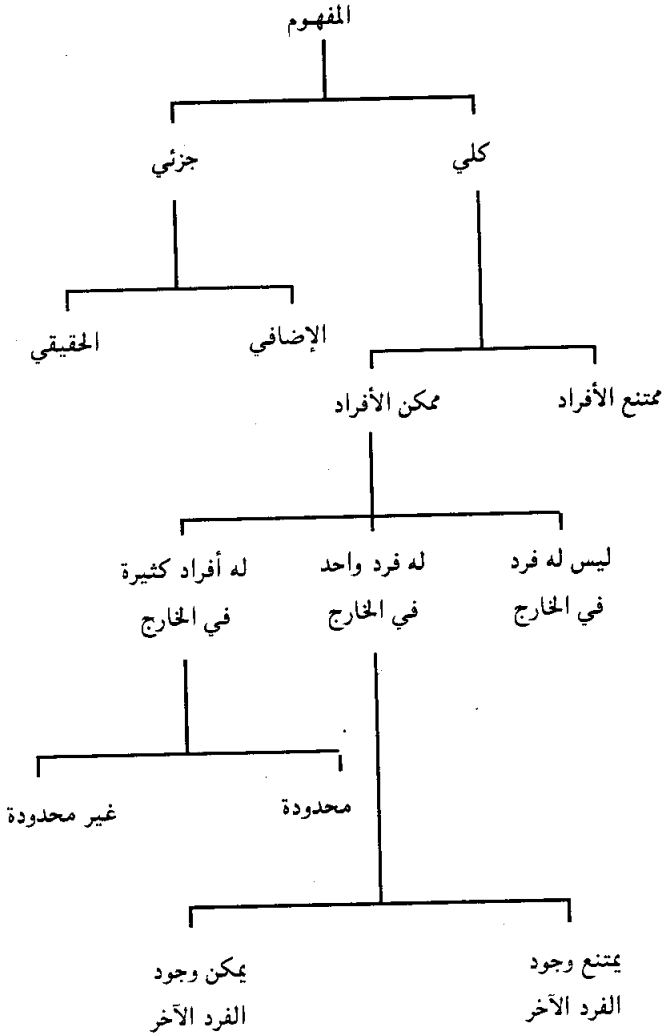 المفهوم
كلي
جزئي
الإضافي
الحقيقي
ممتنع الأفراد
ممكن الأفراد
ليس له فرد
في الخارج
له فرد واحد
في الخارج
له أفراد كثيرة
في الخارج
محدودة
غير محدودة
يمتنع وجود
الفرد الآخر
يمكن وجود
الفرد الآخر